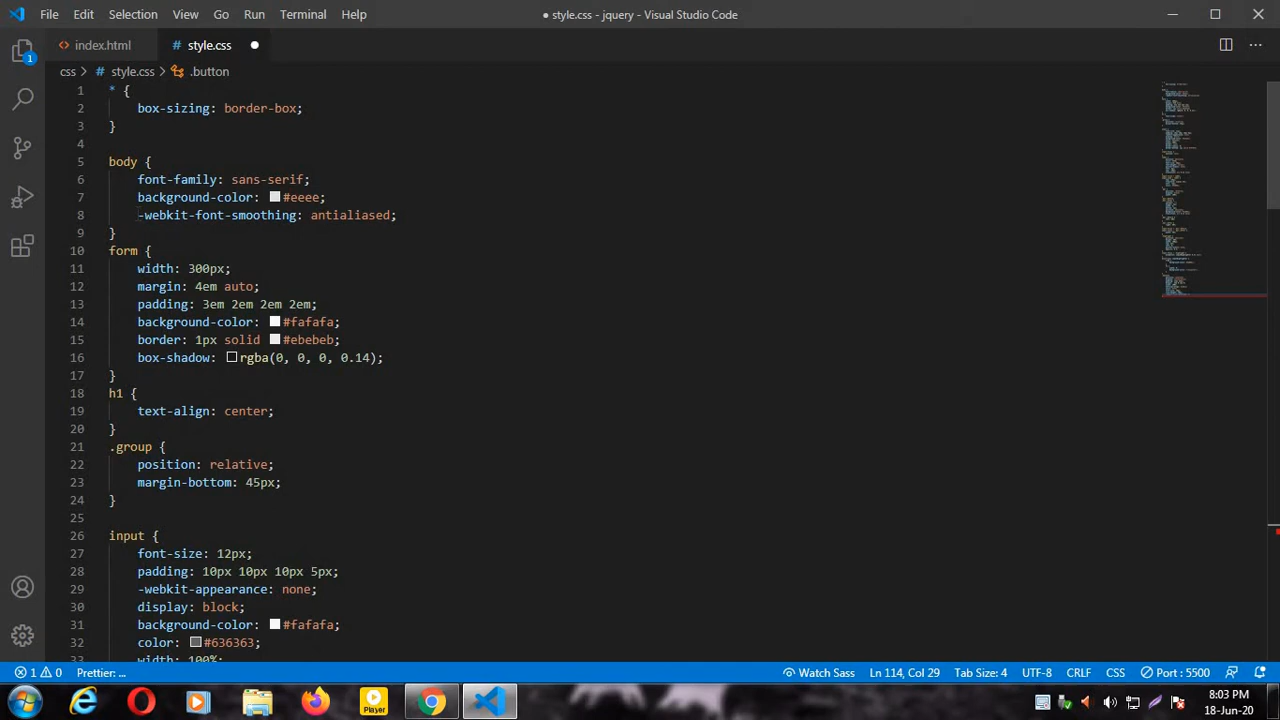 File Edit Selection View Go Run Terminal Help
● style.css - jquery - Visual Studio Code
index.html # style.css
css > # style.css > .button
1 * {
2 box-sizing: border-box;
3 }
4
5 body {
6 font-family: sans-serif;
7 background-color: #eeee;
8 -webkit-font-smoothing: antialiased;
9 }
10 form {
11 width: 300px;
12 margin: 4em auto;
13 padding: 3em 2em 2em 2em;
14 background-color: #fafafa;
15 border: 1px solid #ebebeb;
16 box-shadow: rgba(0, 0, 0, 0.14);
17 }
18 h1 {
19 text-align: center;
20 }
21 .group {
22 position: relative;
23 margin-bottom: 45px;
24 }
25
26 input {
27 font-size: 12px;
28 padding: 10px 10px 10px 5px;
29 -webkit-appearance: none;
30 display: block;
31 background-color: #fafafa;
32 color: #636363;
33 width: 100%;
1
1 0 Prettier: ... Watch Sass Ln 114, Col 29 Tab Size: 4 UTF-8 CRLF CSS Port : 5500
Player
8:03 PM
18-Jun-20